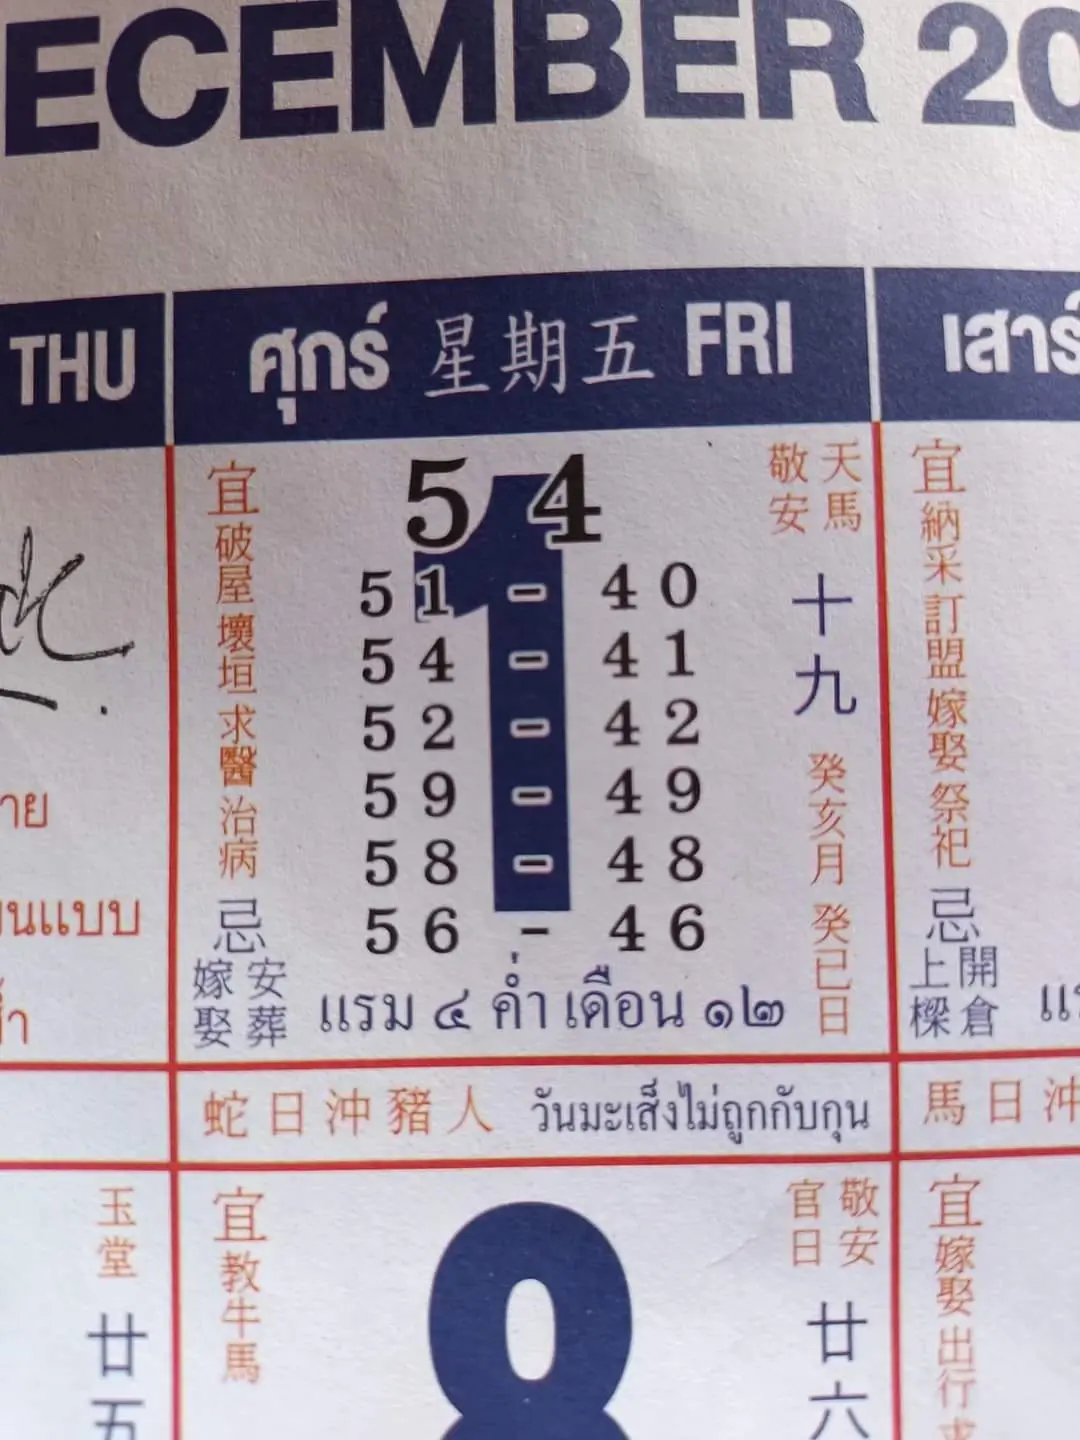 ECEMBER 20
THU ศุกร์ 星期五 FRI เสาร์
宜破屋壞垣求醫治病
忌嫁娶安葬
5 4
1
51 - 40
54 - 41
52 - 42
59 - 49
58 - 48
56 - 46
แรม ๔ ค่ำ เดือน ๑๒
天馬
敬安
十九
癸亥月癸巳日
宜納采訂盟嫁娶祭祀
忌開倉上樑
蛇日沖豬人 วันมะเส็งไม่ถูกกับกุน
馬日沖
玉堂
廿五
宜教牛馬
8
敬安
官日
廿六
宜嫁娶出行求